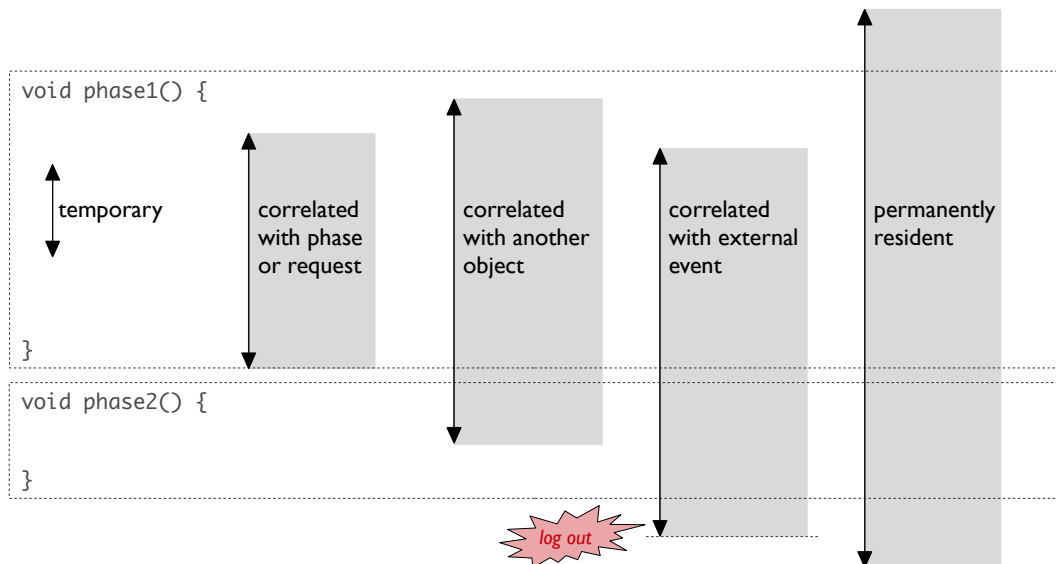 void phase1() {
temporary
correlated
with phase
or request
correlated
with another
object
correlated
with external
event
permanently
resident
}
void phase2() {
}
log out